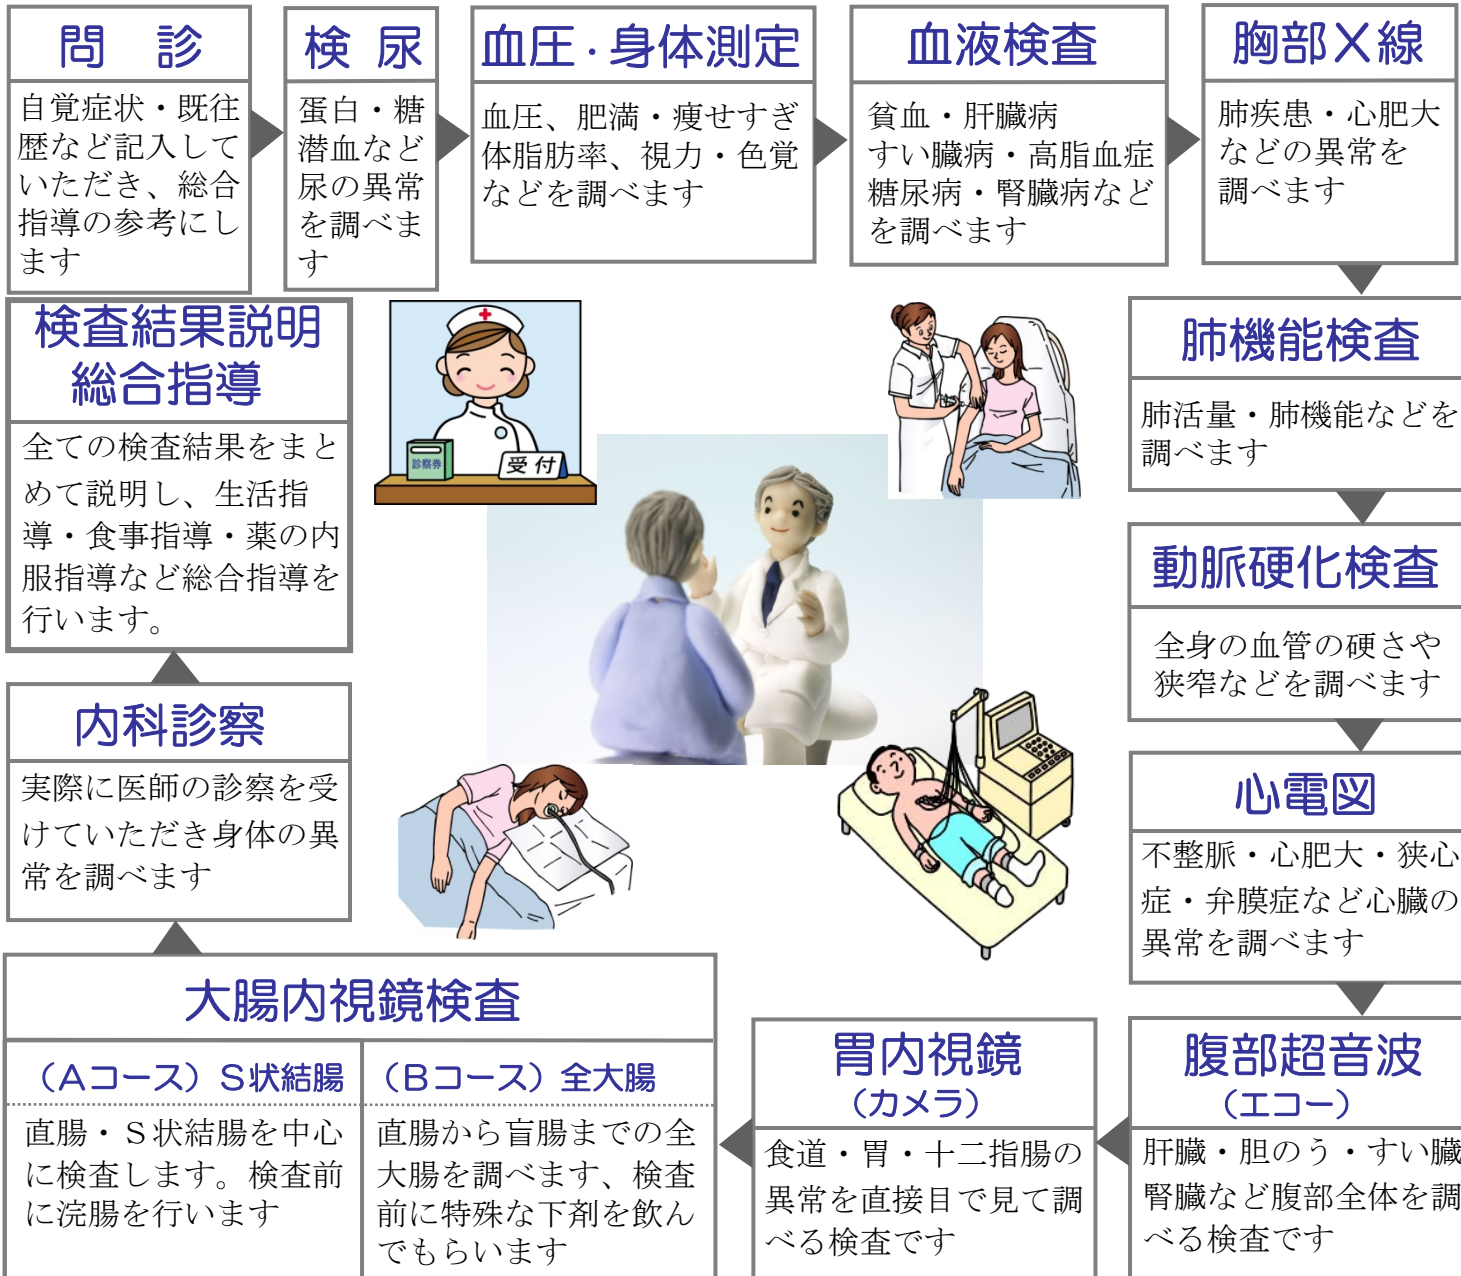 問　診
自覚症状・既往
歴など記入して
いただき、総合
指導の参考にし
ます
検 尿
蛋白・糖
潜血など
尿の異常
を調べま
す
血圧・身体測定
血圧、肥満・痩せすぎ
体脂肪率、視力・色覚
などを調べます
血液検査
貧血・肝臓病
すい臓病・高脂血症
糖尿病・腎臓病など
を調べます
胸部X線
肺疾患・心肥大
などの異常を
調べます
肺機能検査
肺活量・肺機能などを
調べます
動脈硬化検査
全身の血管の硬さや
狭窄などを調べます
心電図
不整脈・心肥大・狭心
症・弁膜症など心臓の
異常を調べます
腹部超音波
（エコー）
肝臓・胆のう・すい臓
腎臓など腹部全体を調
べる検査です
胃内視鏡
（カメラ）
食道・胃・十二指腸の
異常を直接目で見て調
べる検査です
大腸内視鏡検査
（Aコース）S状結腸
直腸・S状結腸を中心
に検査します。検査前
に浣腸を行います
（Bコース）全大腸
直腸から盲腸までの全
大腸を調べます、検査
前に特殊な下剤を飲ん
でもらいます
内科診察
実際に医師の診察を受
けていただき身体の異
常を調べます
検査結果説明
総合指導
全ての検査結果をまと
めて説明し、生活指
導・食事指導・薬の内
服指導など総合指導を
行います。
診察券
受付